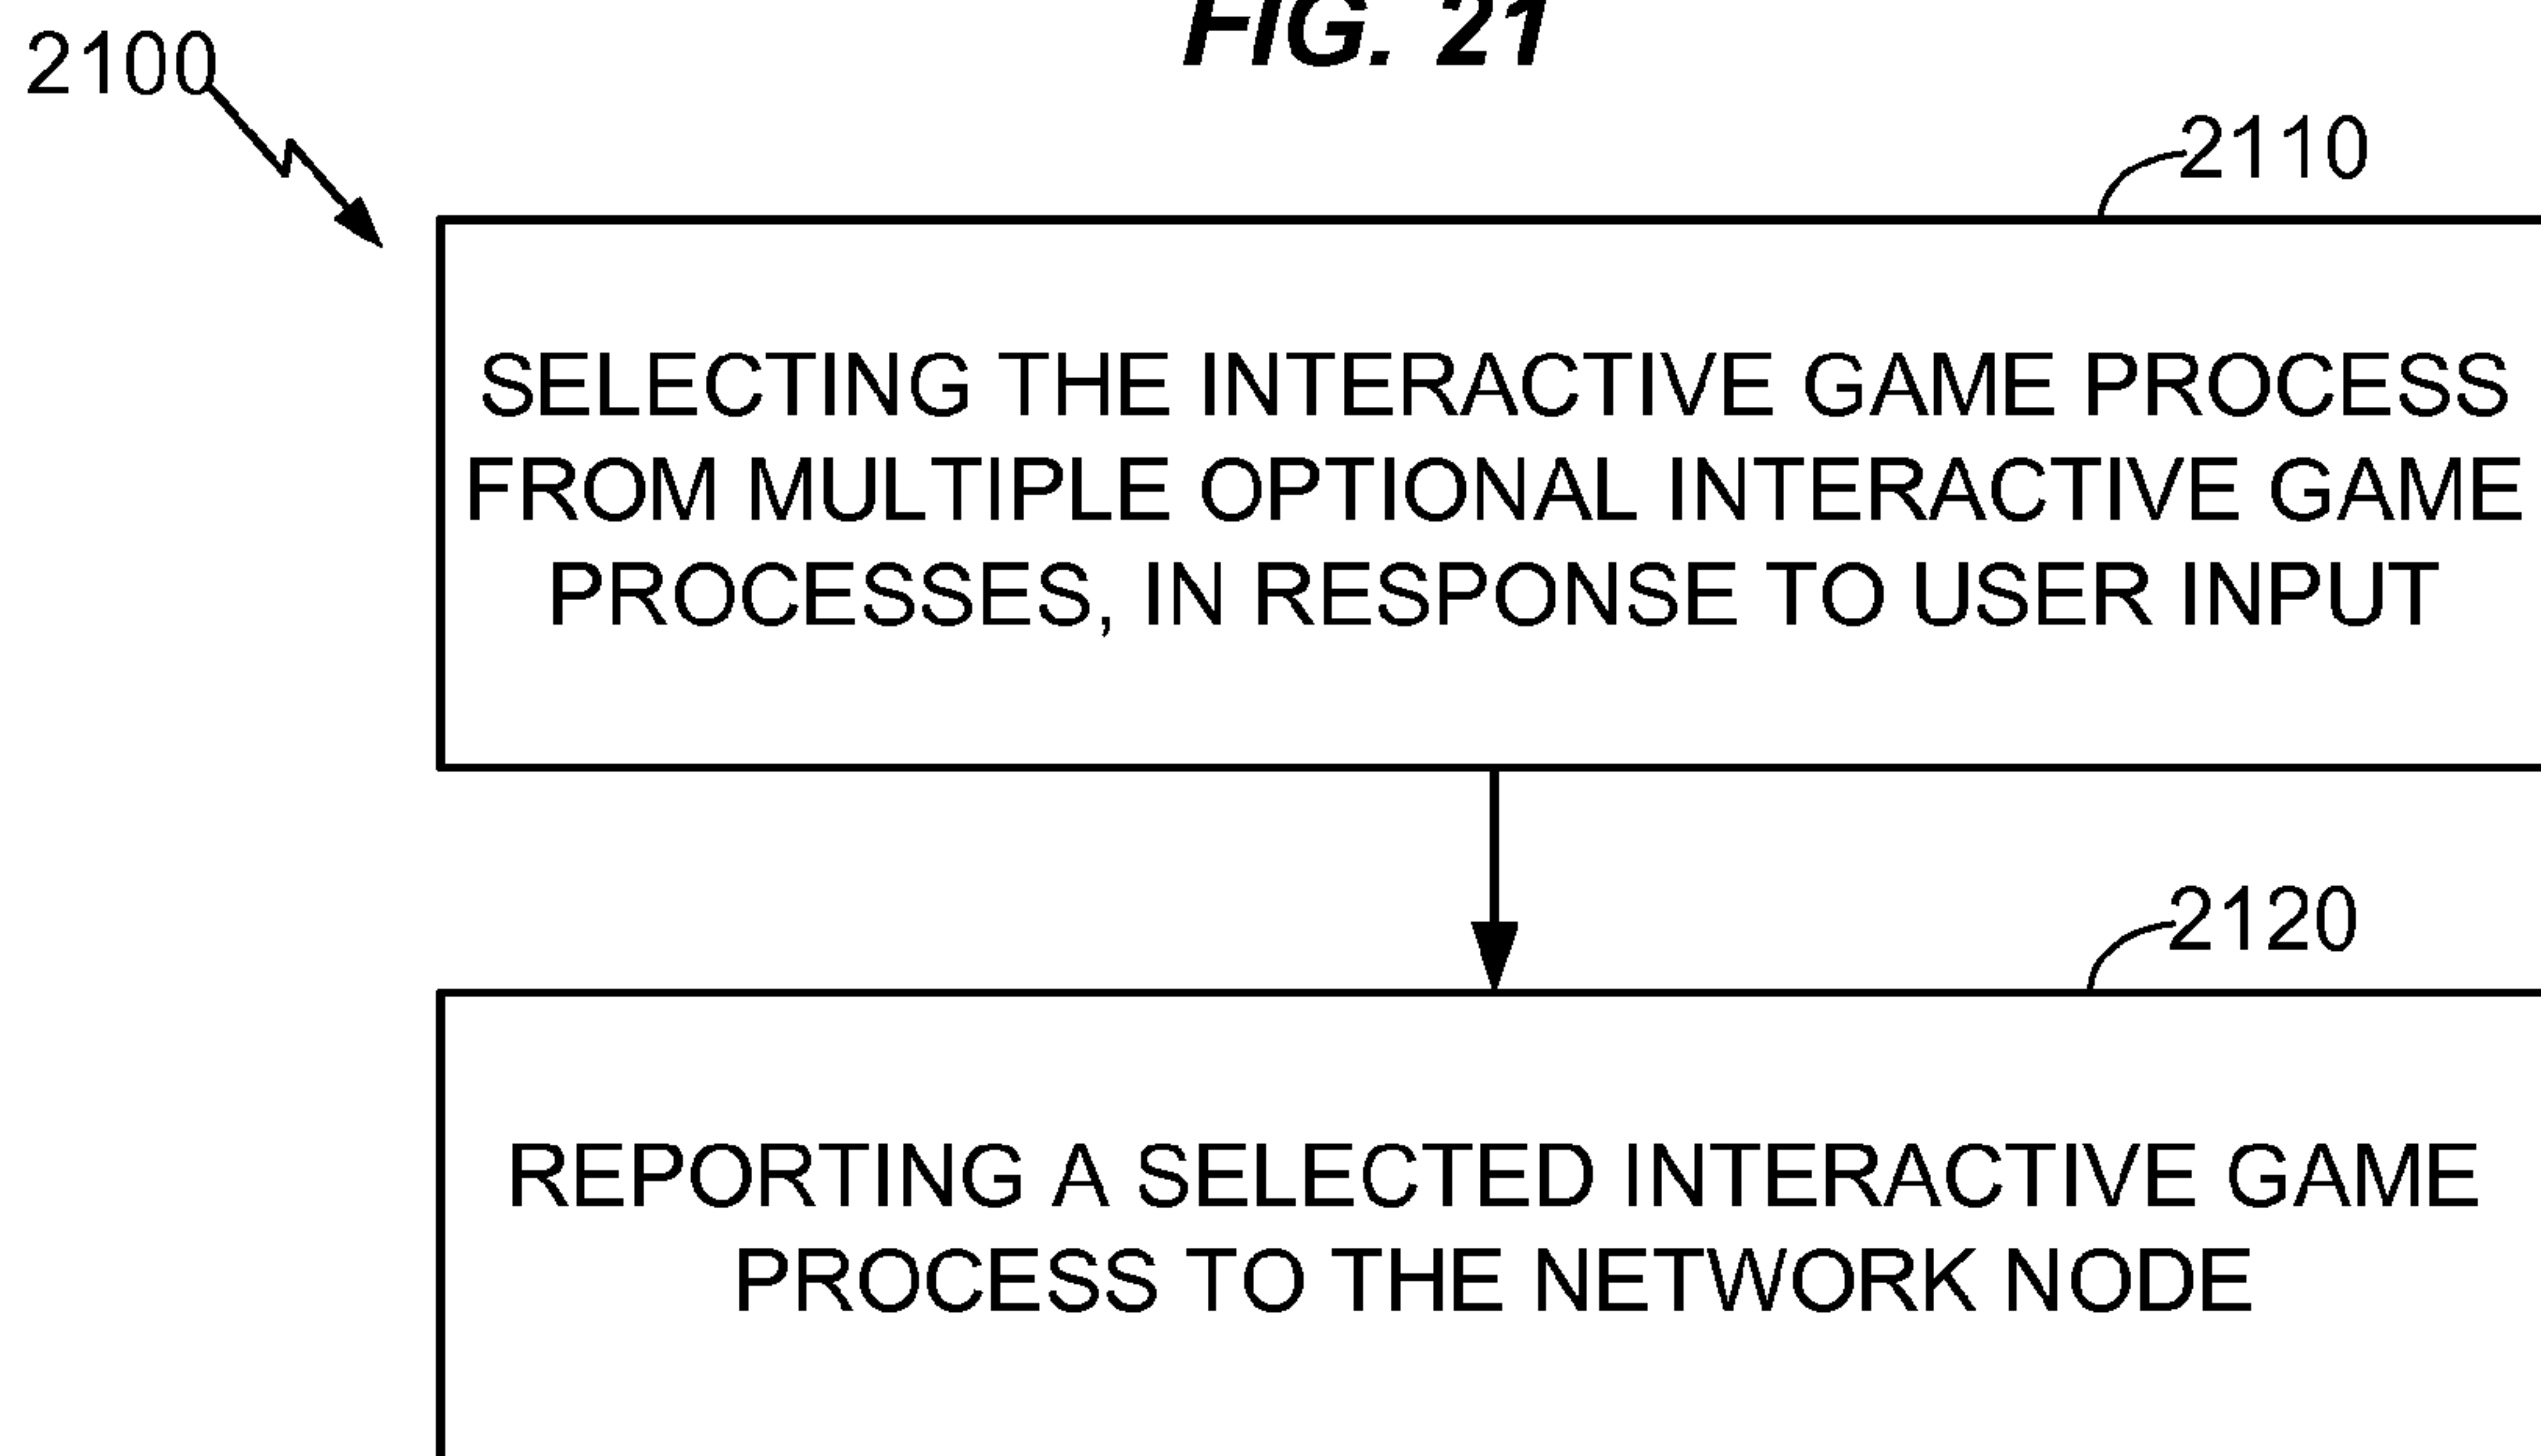 FIG. 21
2100
2110
SELECTING THE INTERACTIVE GAME PROCESS
FROM MULTIPLE OPTIONAL INTERACTIVE GAME
PROCESSES, IN RESPONSE TO USER INPUT
2120
REPORTING A SELECTED INTERACTIVE GAME
PROCESS TO THE NETWORK NODE